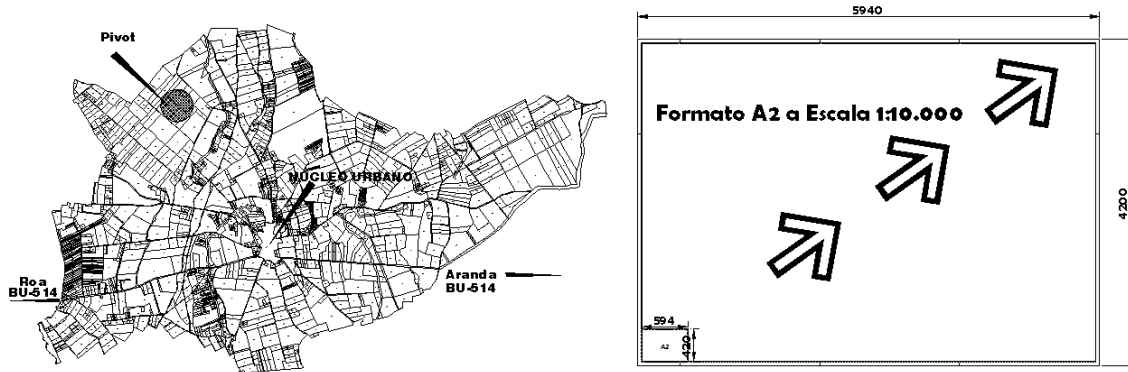 Pivot
NÚCLEO URBANO
Roa
BU-514
Aranda
BU-514
5940
Formato A2 a Escala 1:10.000
4200
594
420
A2